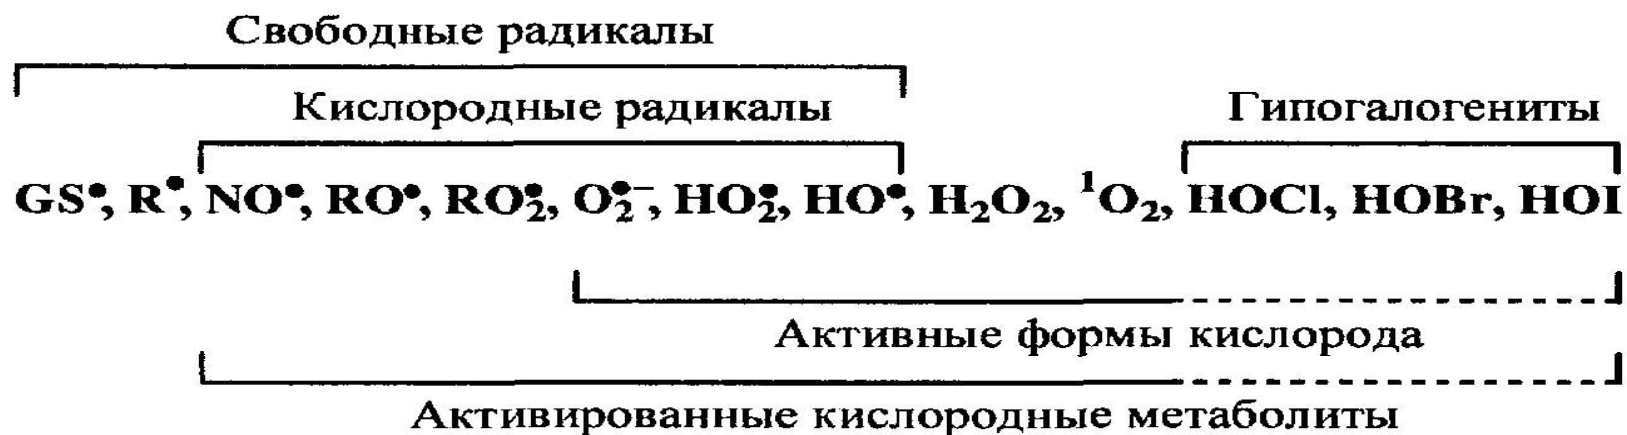 Свободные радикалы
Кислородные радикалы Гипогалогениты
GS•, R•, NO•, RO•, RO₂•, O₂•⁻, HO₂•, HO•, H₂O₂, ¹O₂, HOCl, HOBr, HOI
Активные формы кислорода
Активированные кислородные метаболиты